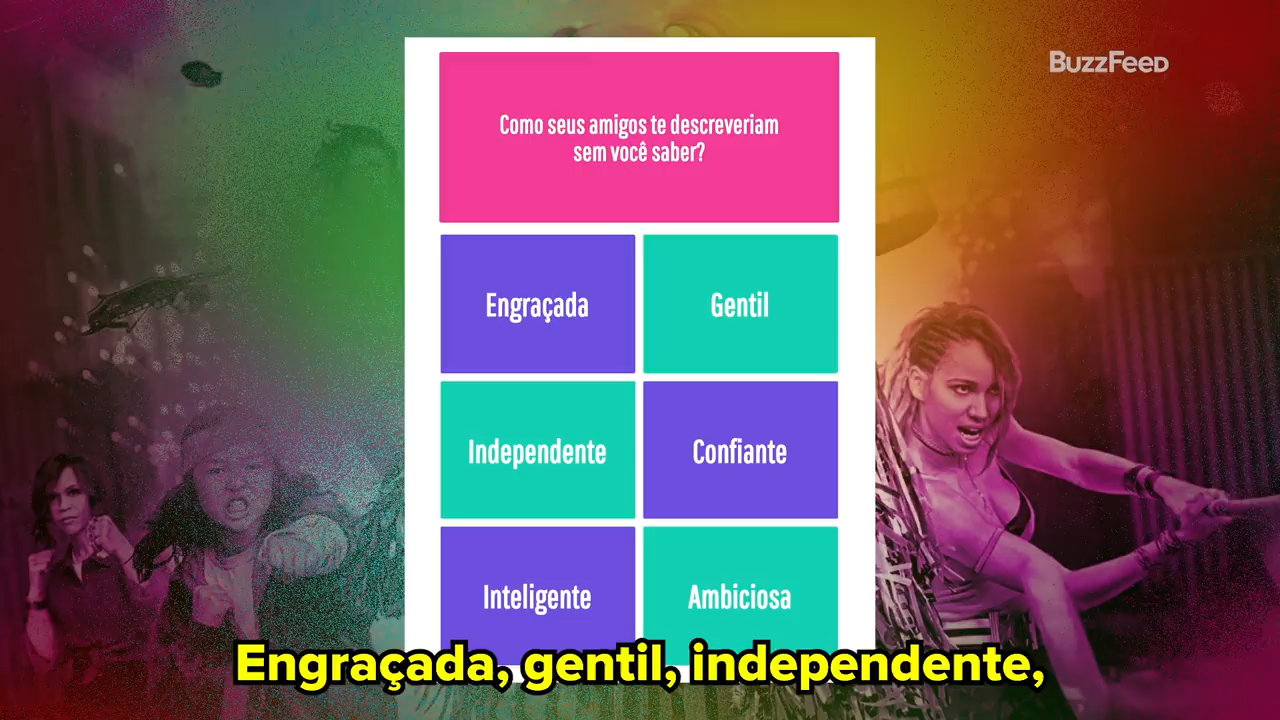 BuzzFeed
Como seus amigos te descreveriam
sem você saber?
Engraçada
Gentil
Independente
Confiante
Inteligente
Ambiciosa
Engraçada, gentil, independente,